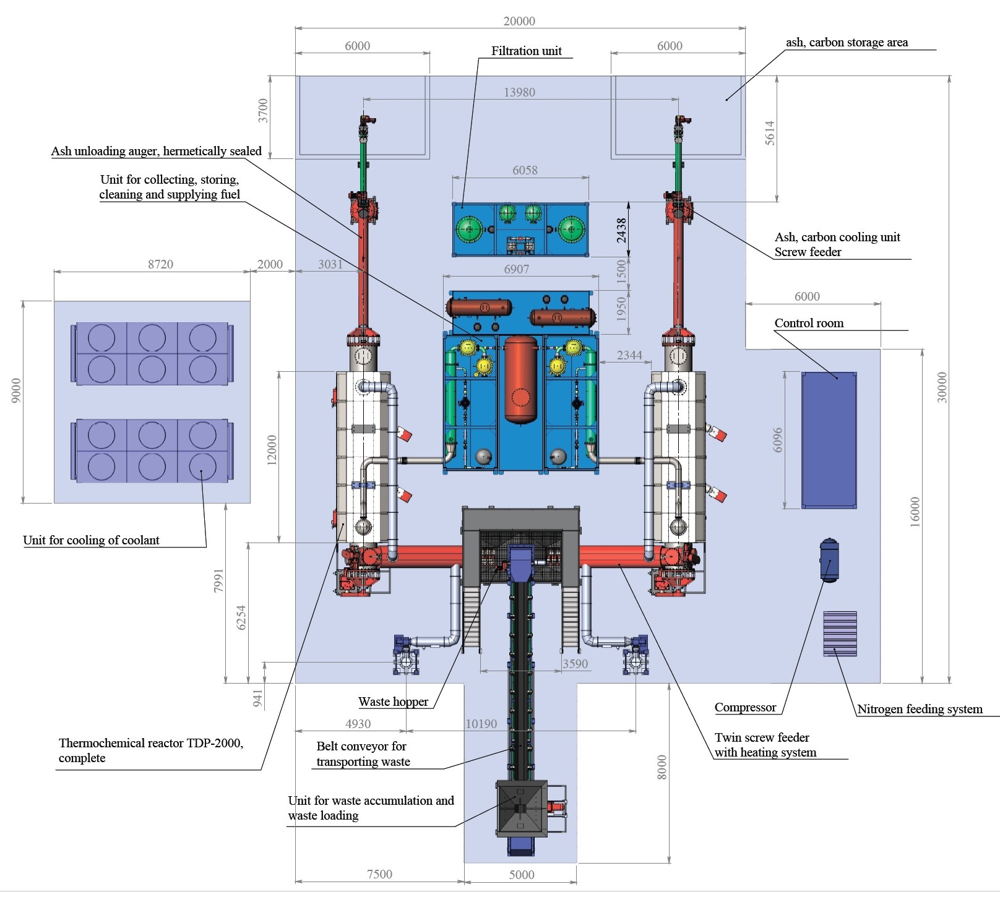 20000
6000
6000
ash, carbon storage area
Filtration unit
13980
3700
5614
Ash unloading auger, hermetically sealed
6058
Unit for collecting, storing,
cleaning and supplying fuel
2438
Ash, carbon cooling unit
Screw feeder
8720
2000
3031
6907
1500
6000
1950
Control room
2344
9000
30000
12000
6096
16000
Unit for cooling of coolant
7991
6254
3590
941
Waste hopper
Compressor
Nitrogen feeding system
4930
10190
Thermochemical reactor TDP-2000,
complete
Belt conveyor for
transporting waste
Twin screw feeder
with heating system
8000
Unit for waste accumulation and
waste loading
7500
5000